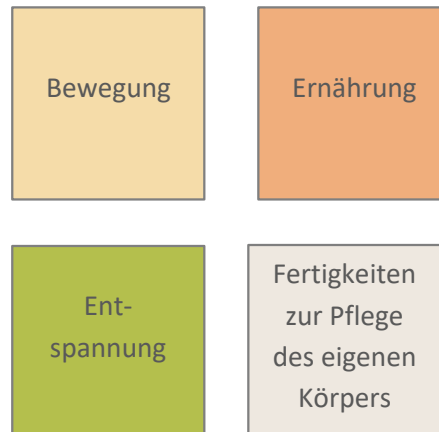 Bewegung
Ernährung
Ent-
spannung
Fertigkeiten
zur Pflege
des eigenen
Körpers